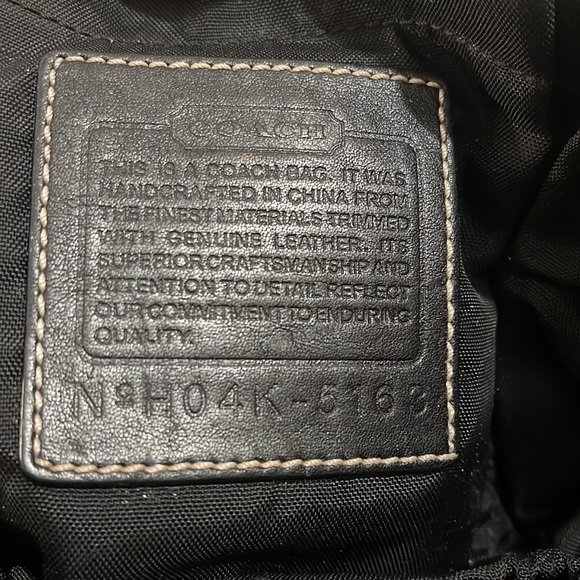 COACH
THIS IS A COACH BAG. IT WAS
HANDCRAFTED IN CHINA FROM
THE FINEST MATERIALS TRIMMED
WITH GENUINE LEATHER. ITS
SUPERIOR CRAFTSMANSHIP AND
ATTENTION TO DETAIL REFLECT
OUR COMMITMENT TO ENDURING
QUALITY.
Nº H04K-5168